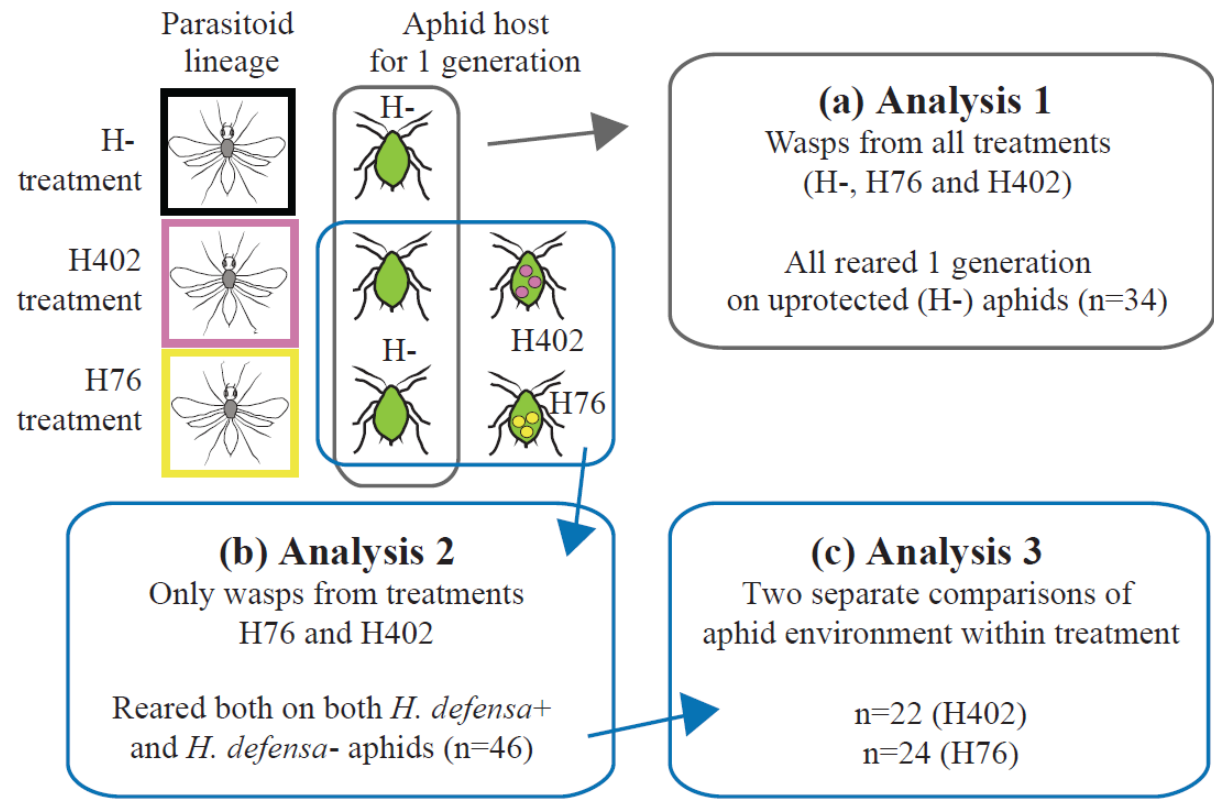 Parasitoid
lineage
Aphid host
for 1 generation
H-
treatment
H402
treatment
H76
treatment
H-
H402
H-
H76
(a) Analysis 1
Wasps from all treatments
(H-, H76 and H402)
All reared 1 generation
on uprotected (H-) aphids (n=34)
(b) Analysis 2
Only wasps from treatments
H76 and H402
Reared both on both H. defensa+
and H. defensa- aphids (n=46)
(c) Analysis 3
Two separate comparisons of
aphid environment within treatment
n=22 (H402)
n=24 (H76)